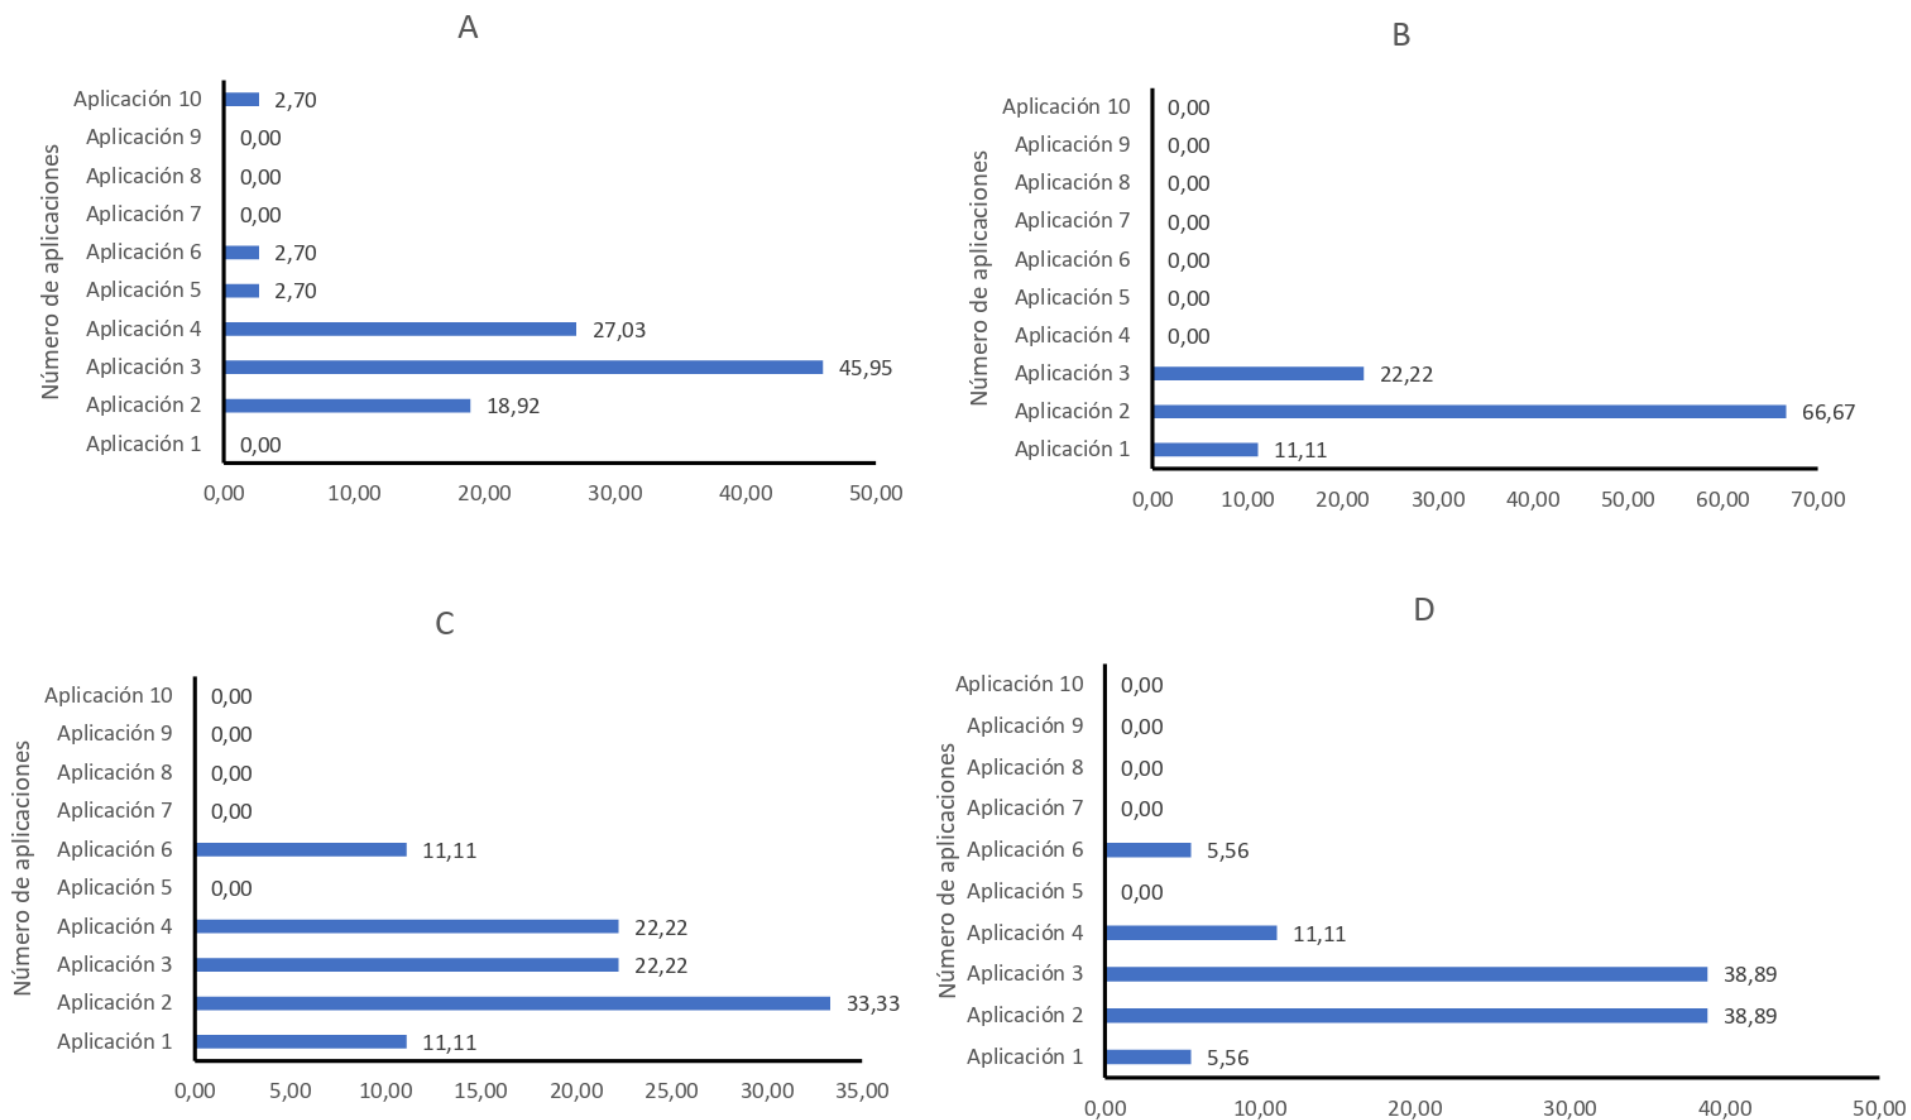 A
Número de aplicaciones
Aplicación 10 2,70
Aplicación 9 0,00
Aplicación 8 0,00
Aplicación 7 0,00
Aplicación 6 2,70
Aplicación 5 2,70
Aplicación 4 27,03
Aplicación 3 45,95
Aplicación 2 18,92
Aplicación 1 0,00
0,00 10,00 20,00 30,00 40,00 50,00
B
Número de aplicaciones
Aplicación 10 0,00
Aplicación 9 0,00
Aplicación 8 0,00
Aplicación 7 0,00
Aplicación 6 0,00
Aplicación 5 0,00
Aplicación 4 0,00
Aplicación 3 22,22
Aplicación 2 66,67
Aplicación 1 11,11
0,00 10,00 20,00 30,00 40,00 50,00 60,00 70,00
C
Número de aplicaciones
Aplicación 10 0,00
Aplicación 9 0,00
Aplicación 8 0,00
Aplicación 7 0,00
Aplicación 6 11,11
Aplicación 5 0,00
Aplicación 4 22,22
Aplicación 3 22,22
Aplicación 2 33,33
Aplicación 1 11,11
0,00 5,00 10,00 15,00 20,00 25,00 30,00 35,00
D
Número de aplicaciones
Aplicación 10 0,00
Aplicación 9 0,00
Aplicación 8 0,00
Aplicación 7 0,00
Aplicación 6 5,56
Aplicación 5 0,00
Aplicación 4 11,11
Aplicación 3 38,89
Aplicación 2 38,89
Aplicación 1 5,56
0,00 10,00 20,00 30,00 40,00 50,00